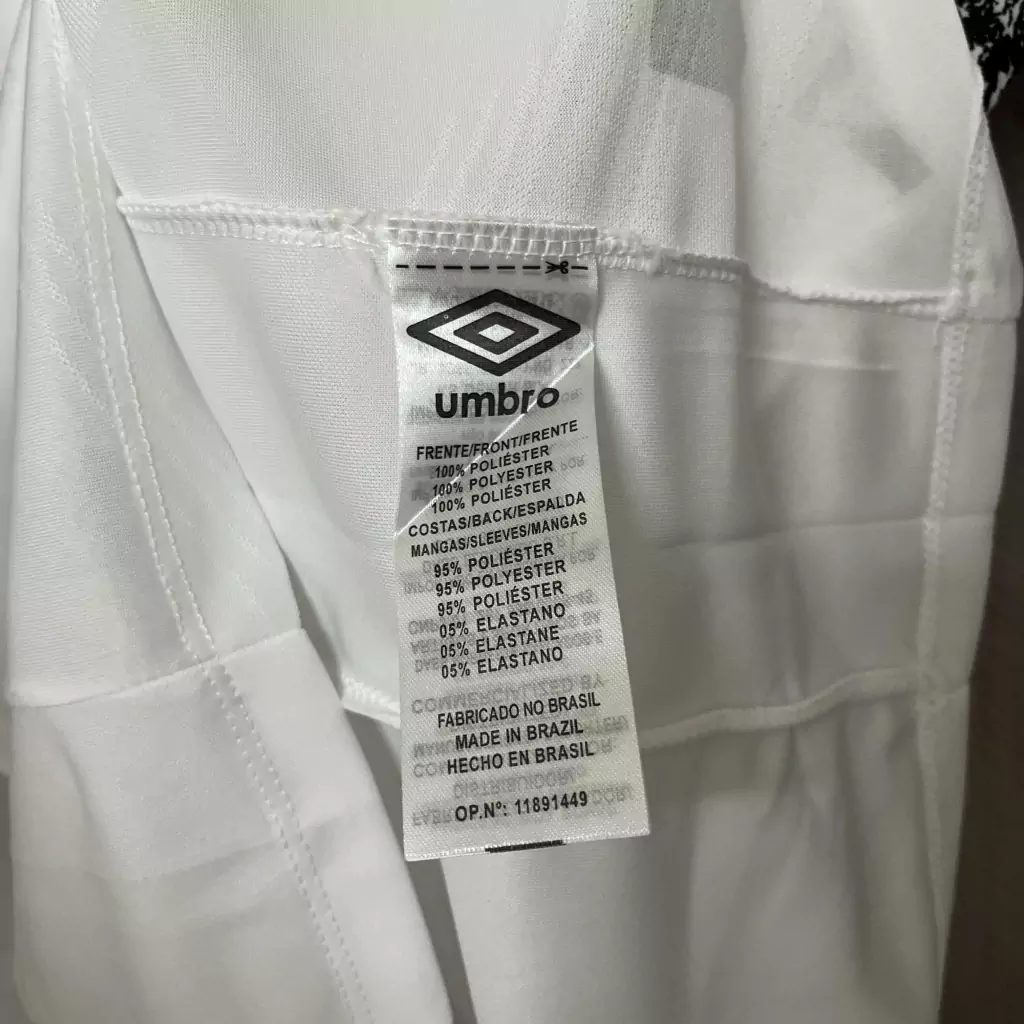 umbro
FRENTE/FRONT/FRENTE
100% POLIÉSTER
100% POLYESTER
100% POLIÉSTER
COSTAS/BACK/ESPALDA
MANGAS/SLEEVES/MANGAS
95% POLIÉSTER
95% POLYESTER
95% POLIÉSTER
05% ELASTANO
05% ELASTANE
05% ELASTANO
FABRICADO NO BRASIL
MADE IN BRAZIL
HECHO EN BRASIL
OP.Nº: 11891449